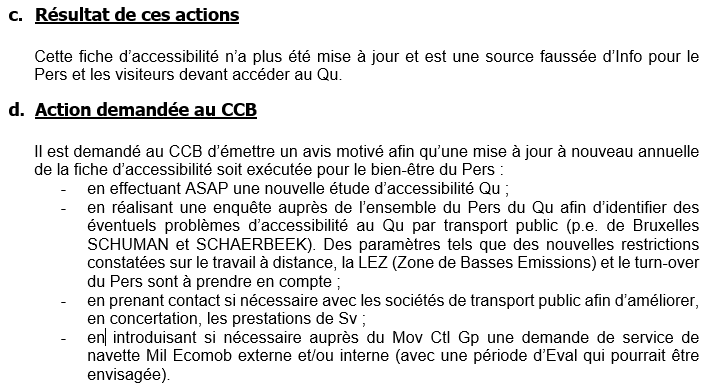 c. Résultat de ces actions
Cette fiche d’accessibilité n’a plus été mise à jour et est une source faussée d’Info pour le
Pers et les visiteurs devant accéder au Qu.
d. Action demandée au CCB
Il est demandé au CCB d’émettre un avis motivé afin qu’une mise à jour à nouveau annuelle
de la fiche d’accessibilité soit exécutée pour le bien-être du Pers :
- en effectuant ASAP une nouvelle étude d’accessibilité Qu ;
- en réalisant une enquête auprès de l’ensemble du Pers du Qu afin d’identifier des
éventuels problèmes d’accessibilité au Qu par transport public (p.e. de Bruxelles
SCHUMAN et SCHAERBEEK). Des paramètres tels que des nouvelles restrictions
constatées sur le travail à distance, la LEZ (Zone de Basses Emissions) et le turn-over
du Pers sont à prendre en compte ;
- en prenant contact si nécessaire avec les sociétés de transport public afin d’améliorer,
en concertation, les prestations de Sv ;
- en introduisant si nécessaire auprès du Mov Ctl Gp une demande de service de
navette Mil Ecomob externe et/ou interne (avec une période d’Eval qui pourrait être
envisagée).